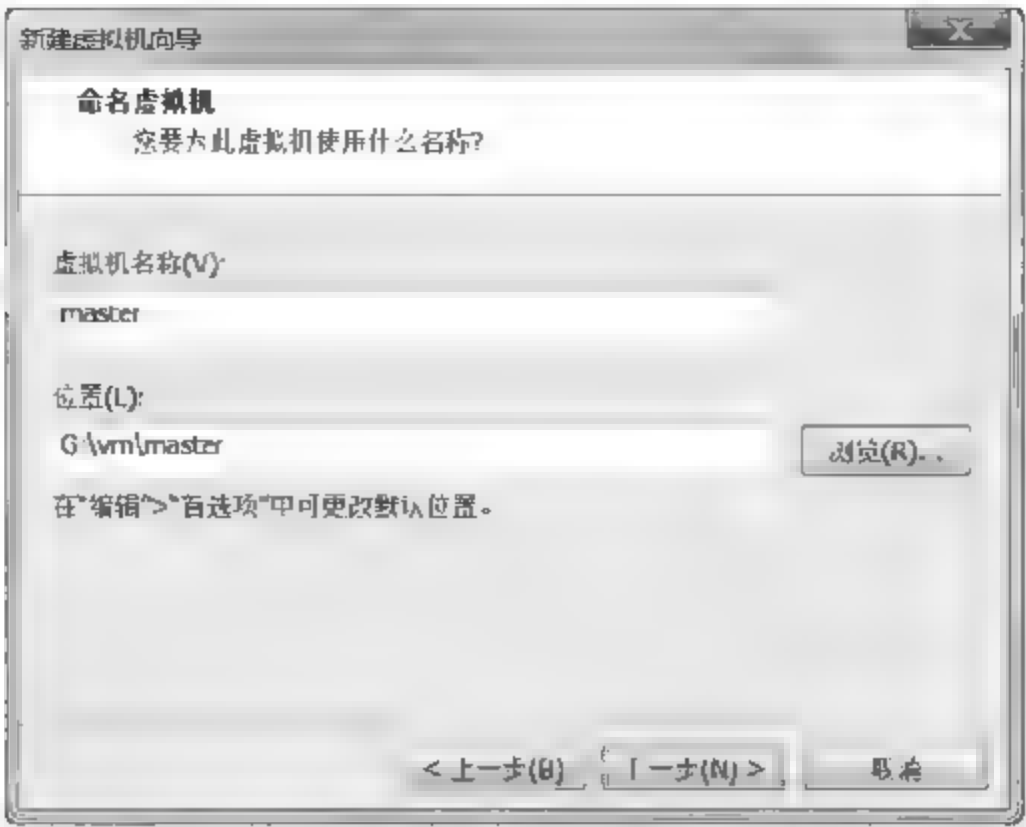 新建虚拟机向导
命名虚拟机
您要为此虚拟机使用什么名称?
虚拟机名称(V):
master
位置(L):
G:\vm\master
浏览(R)...
在"编辑">"首选项"中可更改默认位置。
< 上一步(B)
下一步(N) >
取消